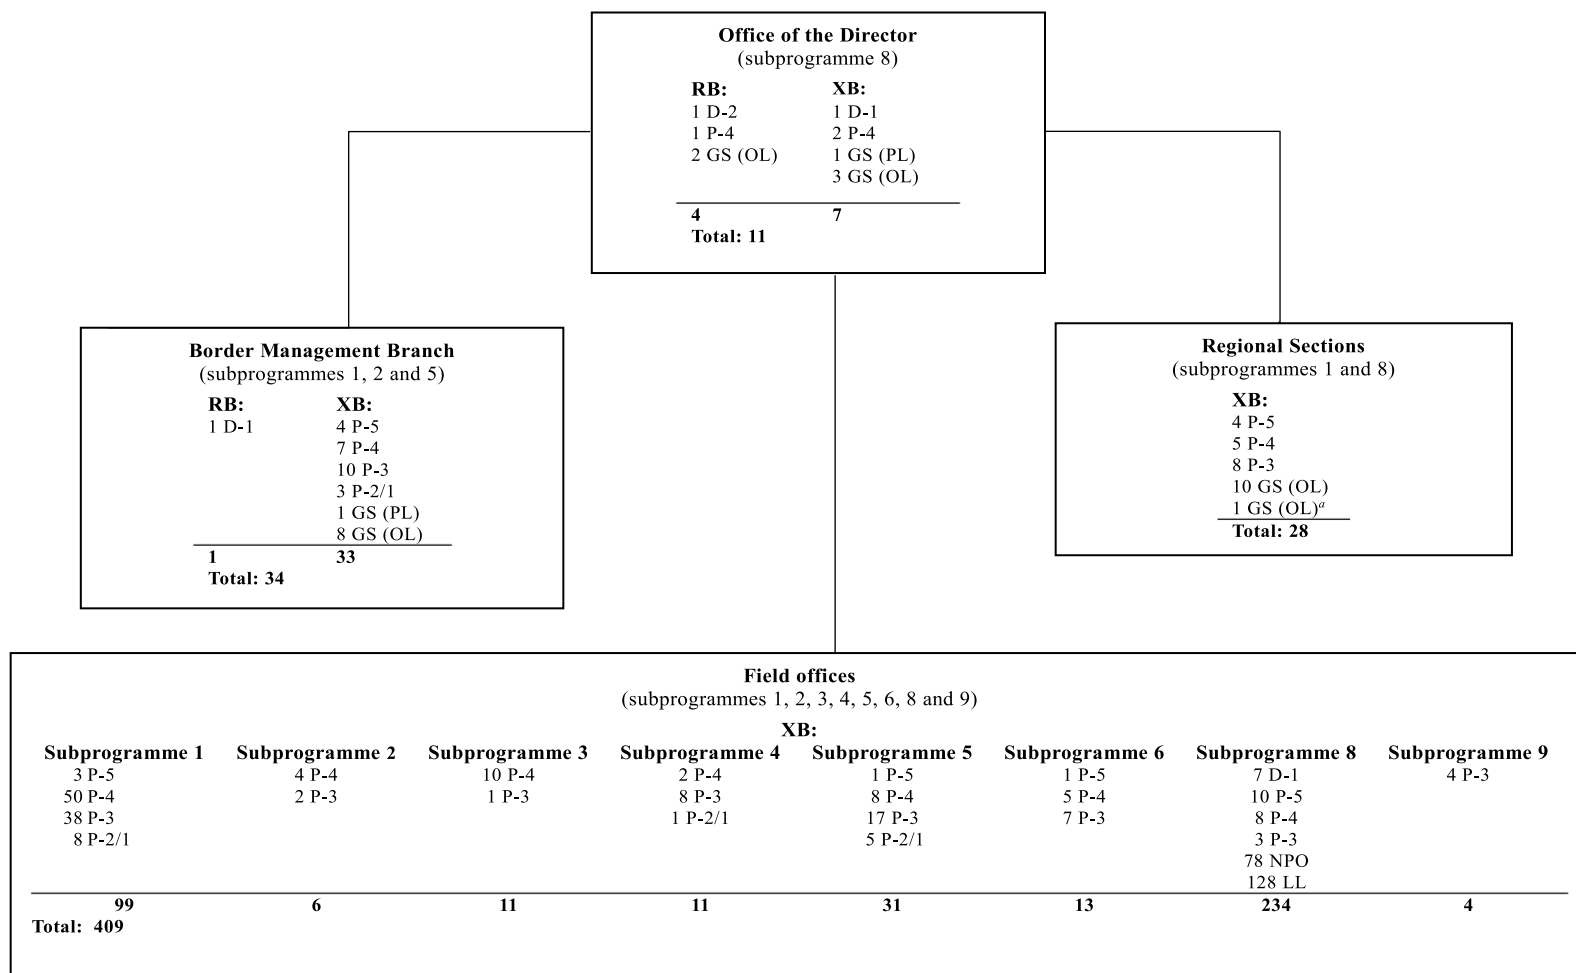 Office of the Director
(subprogramme 8)
RB: XB:
1 D-2 1 D-1
1 P-4 2 P-4
2 GS (OL) 1 GS (PL)
3 GS (OL)
4 7
Total: 11
Border Management Branch
(subprogrammes 1, 2 and 5)
RB: XB:
1 D-1 4 P-5
7 P-4
10 P-3
3 P-2/1
1 GS (PL)
8 GS (OL)
1 33
Total: 34
Regional Sections
(subprogrammes 1 and 8)
XB:
4 P-5
5 P-4
8 P-3
10 GS (OL)
1 GS (OL)a
Total: 28
Field offices
(subprogrammes 1, 2, 3, 4, 5, 6, 8 and 9)
XB:
Subprogramme 1 Subprogramme 2 Subprogramme 3 Subprogramme 4 Subprogramme 5 Subprogramme 6 Subprogramme 8 Subprogramme 9
3 P-5 4 P-4 10 P-4 2 P-4 1 P-5 1 P-5 7 D-1 4 P-3
50 P-4 2 P-3 1 P-3 8 P-3 8 P-4 5 P-4 10 P-5
38 P-3 1 P-2/1 17 P-3 7 P-3 8 P-4
8 P-2/1 5 P-2/1 3 P-3
78 NPO
128 LL
99 6 11 11 31 13 234 4
Total: 409